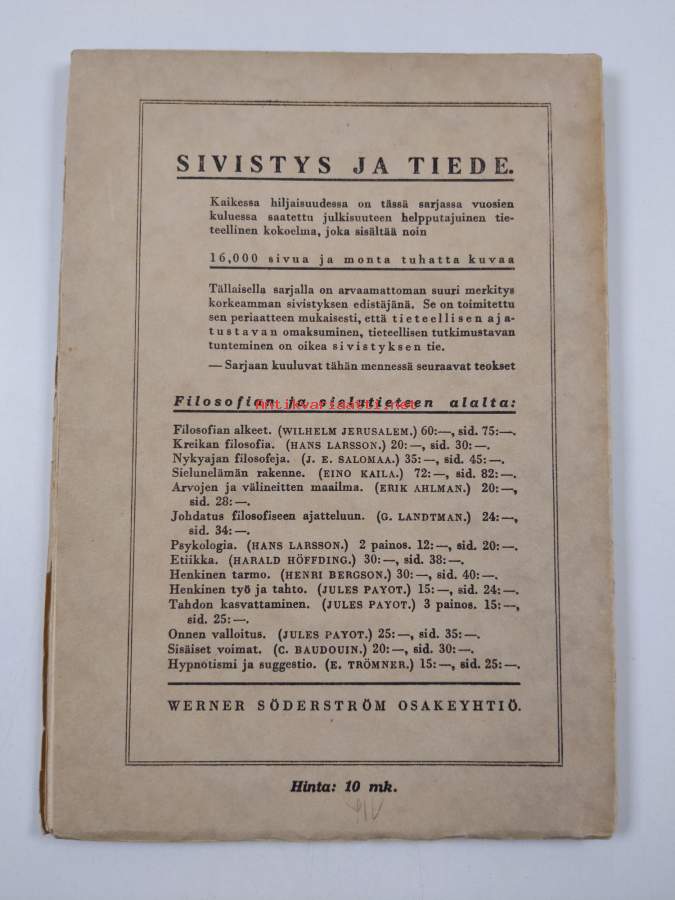 SIVISTYS JA TIEDE.
Kaikessa hiljaisuudessa on tässä sarjassa vuosien
kuluessa saatettu julkisuuteen helpputajuinen tie-
teellinen kokoelma, joka sisältää noin
16,000 sivua ja monta tuhatta kuvaa
Tällaisella sarjalla on arvaamattoman suuri merkitys
korkeamman sivistyksen edistäjänä. Se on toimitettu
sen periaatteen mukaisesti, että tieteellisen aja-
tustavan omaksuminen, tieteellisen tutkimustavan
tunteminen on oikea sivistyksen tie.
— Sarjaan kuuluvat tähän mennessä seuraavat teokset
Filosofian ja sielutieteen alalta:
Antikvariaatti.net
Filosofian alkeet. (WILHELM JERUSALEM.) 60:—, sid. 75:—.
Kreikan filosofia. (HANS LARSSON.) 20: —, sid. 30: —.
Nykyajan filosofeja. (J. E. SALOMAA.) 35: —, sid. 45: —.
Sielunelämän rakenne. (EINO KAILA.) 72: —, sid. 82: —.
Arvojen ja välineitten maailma. (ERIK AHLMAN.) 20: —,
sid. 28: —.
Johdatus filosofiseen ajatteluun. (G. LANDTMAN.) 24: —,
sid. 34: —.
Psykologia. (HANS LARSSON.) 2 painos. 12: —, sid. 20: —.
Etiikka. (HARALD HÖFFDING.) 30: —, sid. 38: —.
Henkinen tarmo. (HENRI BERGSON.) 30: —, sid. 40: —.
Henkinen työ ja tahto. (JULES PAYOT.) 15: —, sid. 24: —.
Tahdon kasvattaminen. (JULES PAYOT.) 3 painos. 15: —,
sid. 25: —.
Onnen valloitus. (JULES PAYOT.) 25: —, sid. 35: —.
Sisäiset voimat. (C. BAUDOUIN.) 20: —, sid. 30: —.
Hypnotismi ja suggestio. (E. TRÖMNER.) 15: —, sid. 25: —.
WERNER SÖDERSTRÖM OSAKEYHTIÖ.
Hinta: 10 mk.